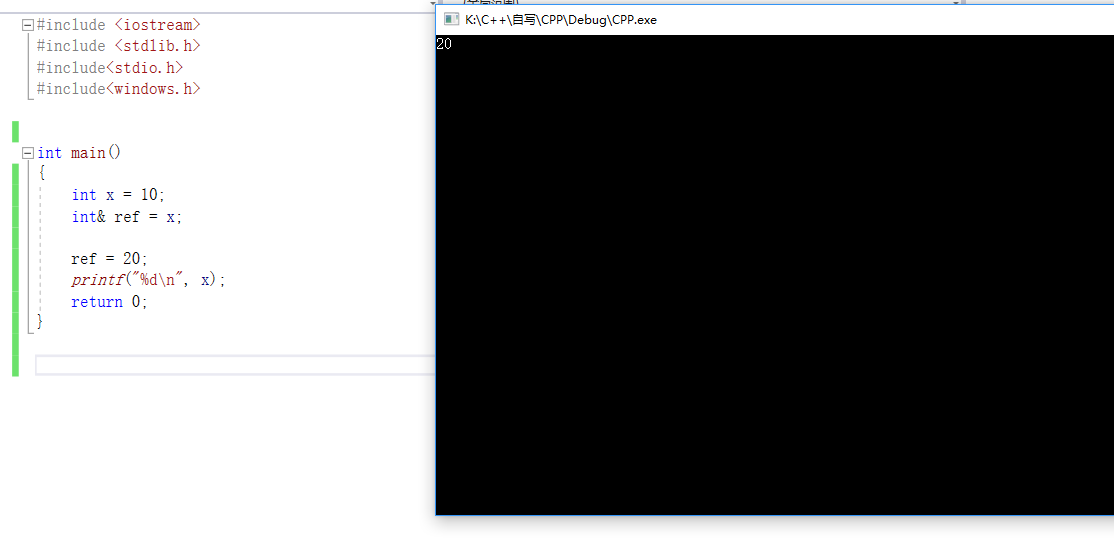 #include <iostream>
#include <stdlib.h>
#include<stdio.h>
#include<windows.h>
int main()
{
int x = 10;
int& ref = x;
ref = 20;
printf("%d\n", x);
return 0;
}
K:\C++\自写\CPP\Debug\CPP.exe
20